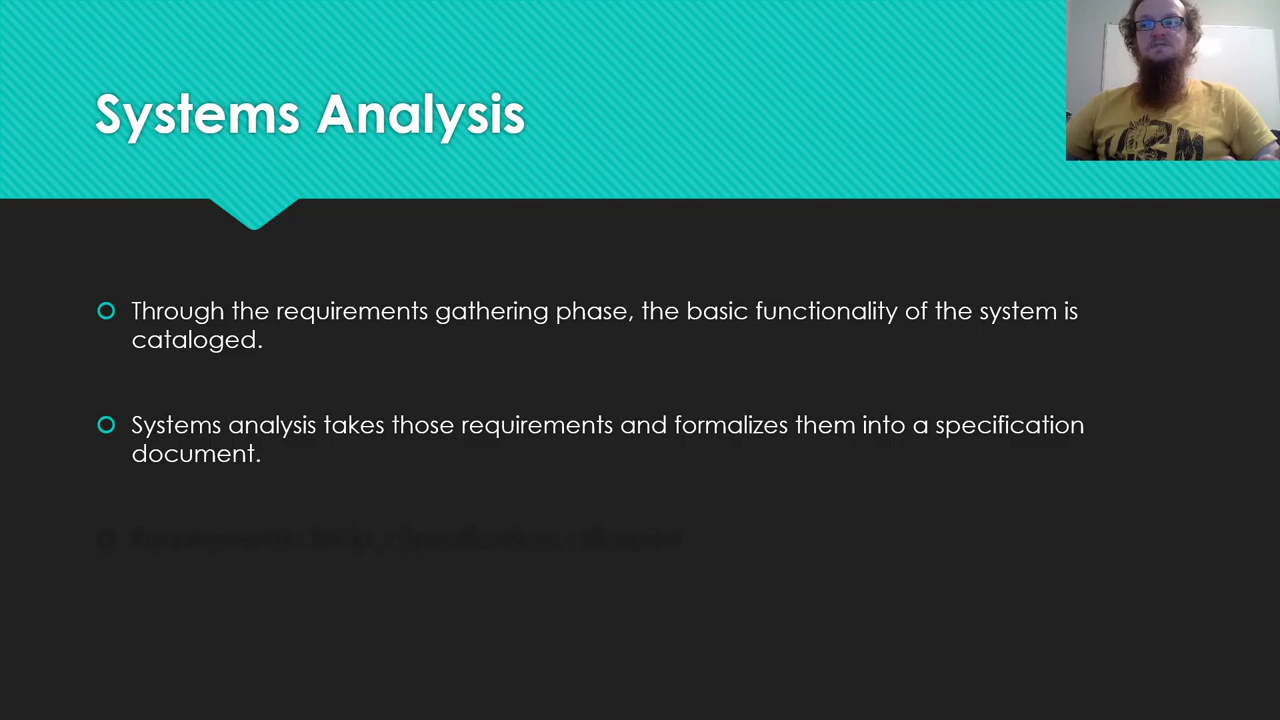 Systems Analysis
Through the requirements gathering phase, the basic functionality of the system is
cataloged.
Systems analysis takes those requirements and formalizes them into a specification
document.